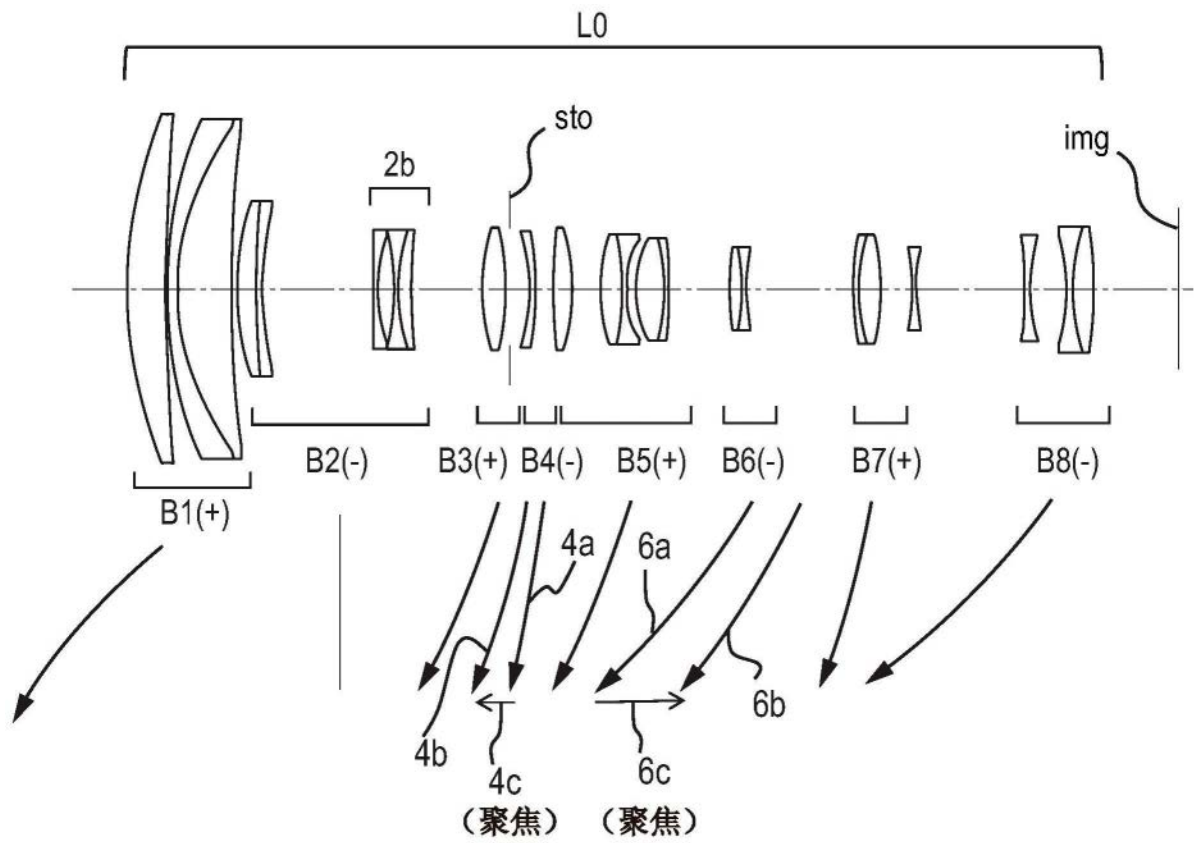 L0
sto
img
2b
B2(-)
B3(+)
B4(-)
B5(+)
B6(-)
B7(+)
B8(-)
B1(+)
4a
6a
4b
4c
6c
6b
(聚焦)
(聚焦)